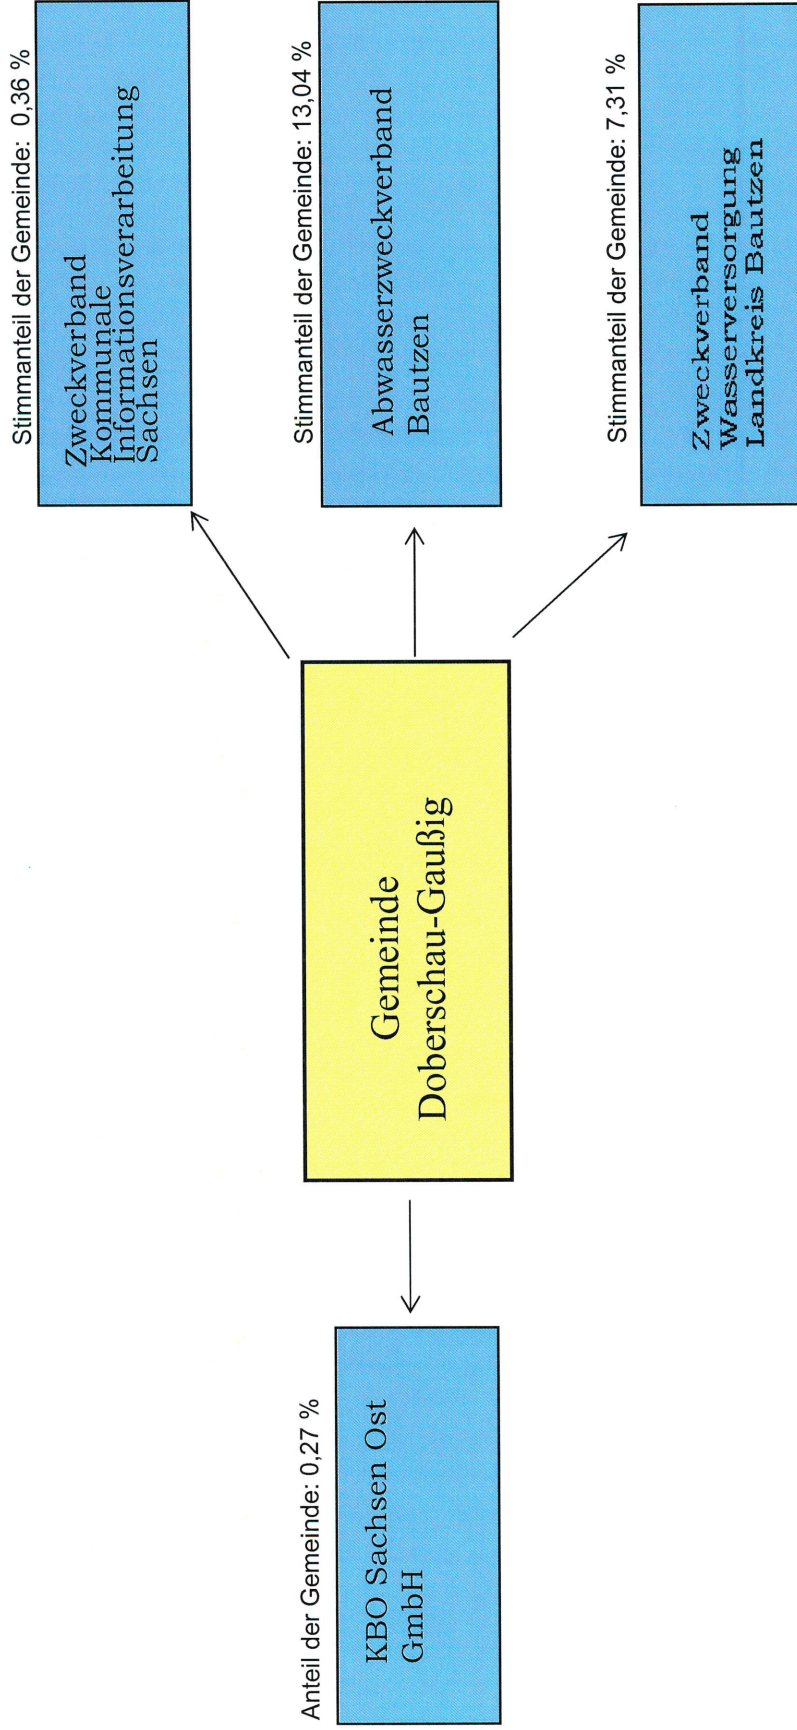 Anteil der Gemeinde: 0,27 %
KBO Sachsen Ost
GmbH
Gemeinde
Doberschau-Gaußig
Stimmanteil der Gemeinde: 0,36 %
Zweckverband
Kommunale
Informationsverarbeitung
Sachsen
Stimmanteil der Gemeinde: 13,04 %
Abwasserzweckverband
Bautzen
Stimmanteil der Gemeinde: 7,31 %
Zweckverband
Wasserversorgung
Landkreis Bautzen